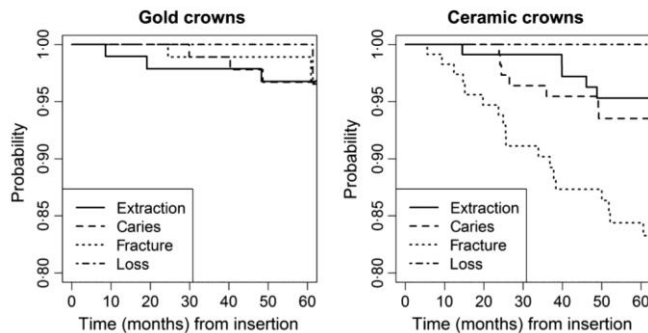 Gold crowns
Probability
1·00
0·95
0·90
0·85
0·80
Extraction
Caries
Fracture
Loss
0 10 20 30 40 50 60
Time (months) from insertion
Ceramic crowns
Probability
1·00
0·95
0·90
0·85
0·80
Extraction
Caries
Fracture
Loss
0 10 20 30 40 50 60
Time (months) from insertion